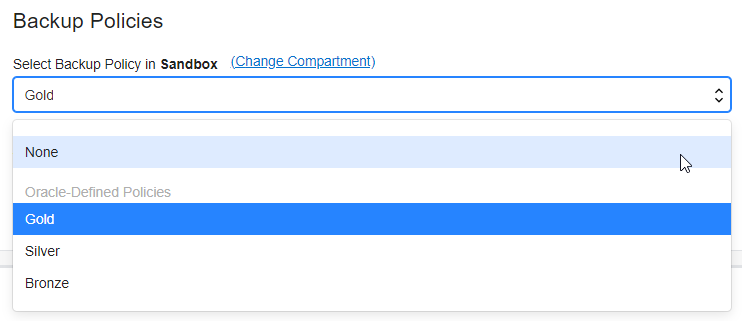 Backup Policies
Select Backup Policy in Sandbox (Change Compartment)
Gold
None
Oracle-Defined Policies
Gold
Silver
Bronze